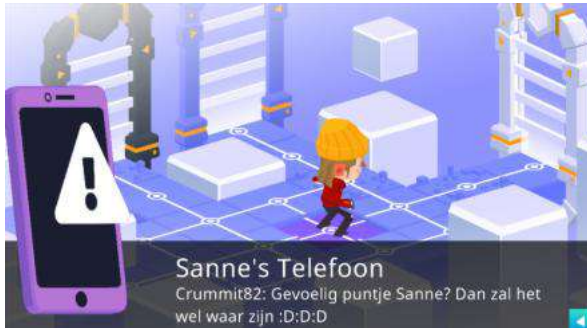 Sanne's Telefoon
Crummit82: Gevoelig puntje Sanne? Dan zal het
wel waar zijn :D:D:D